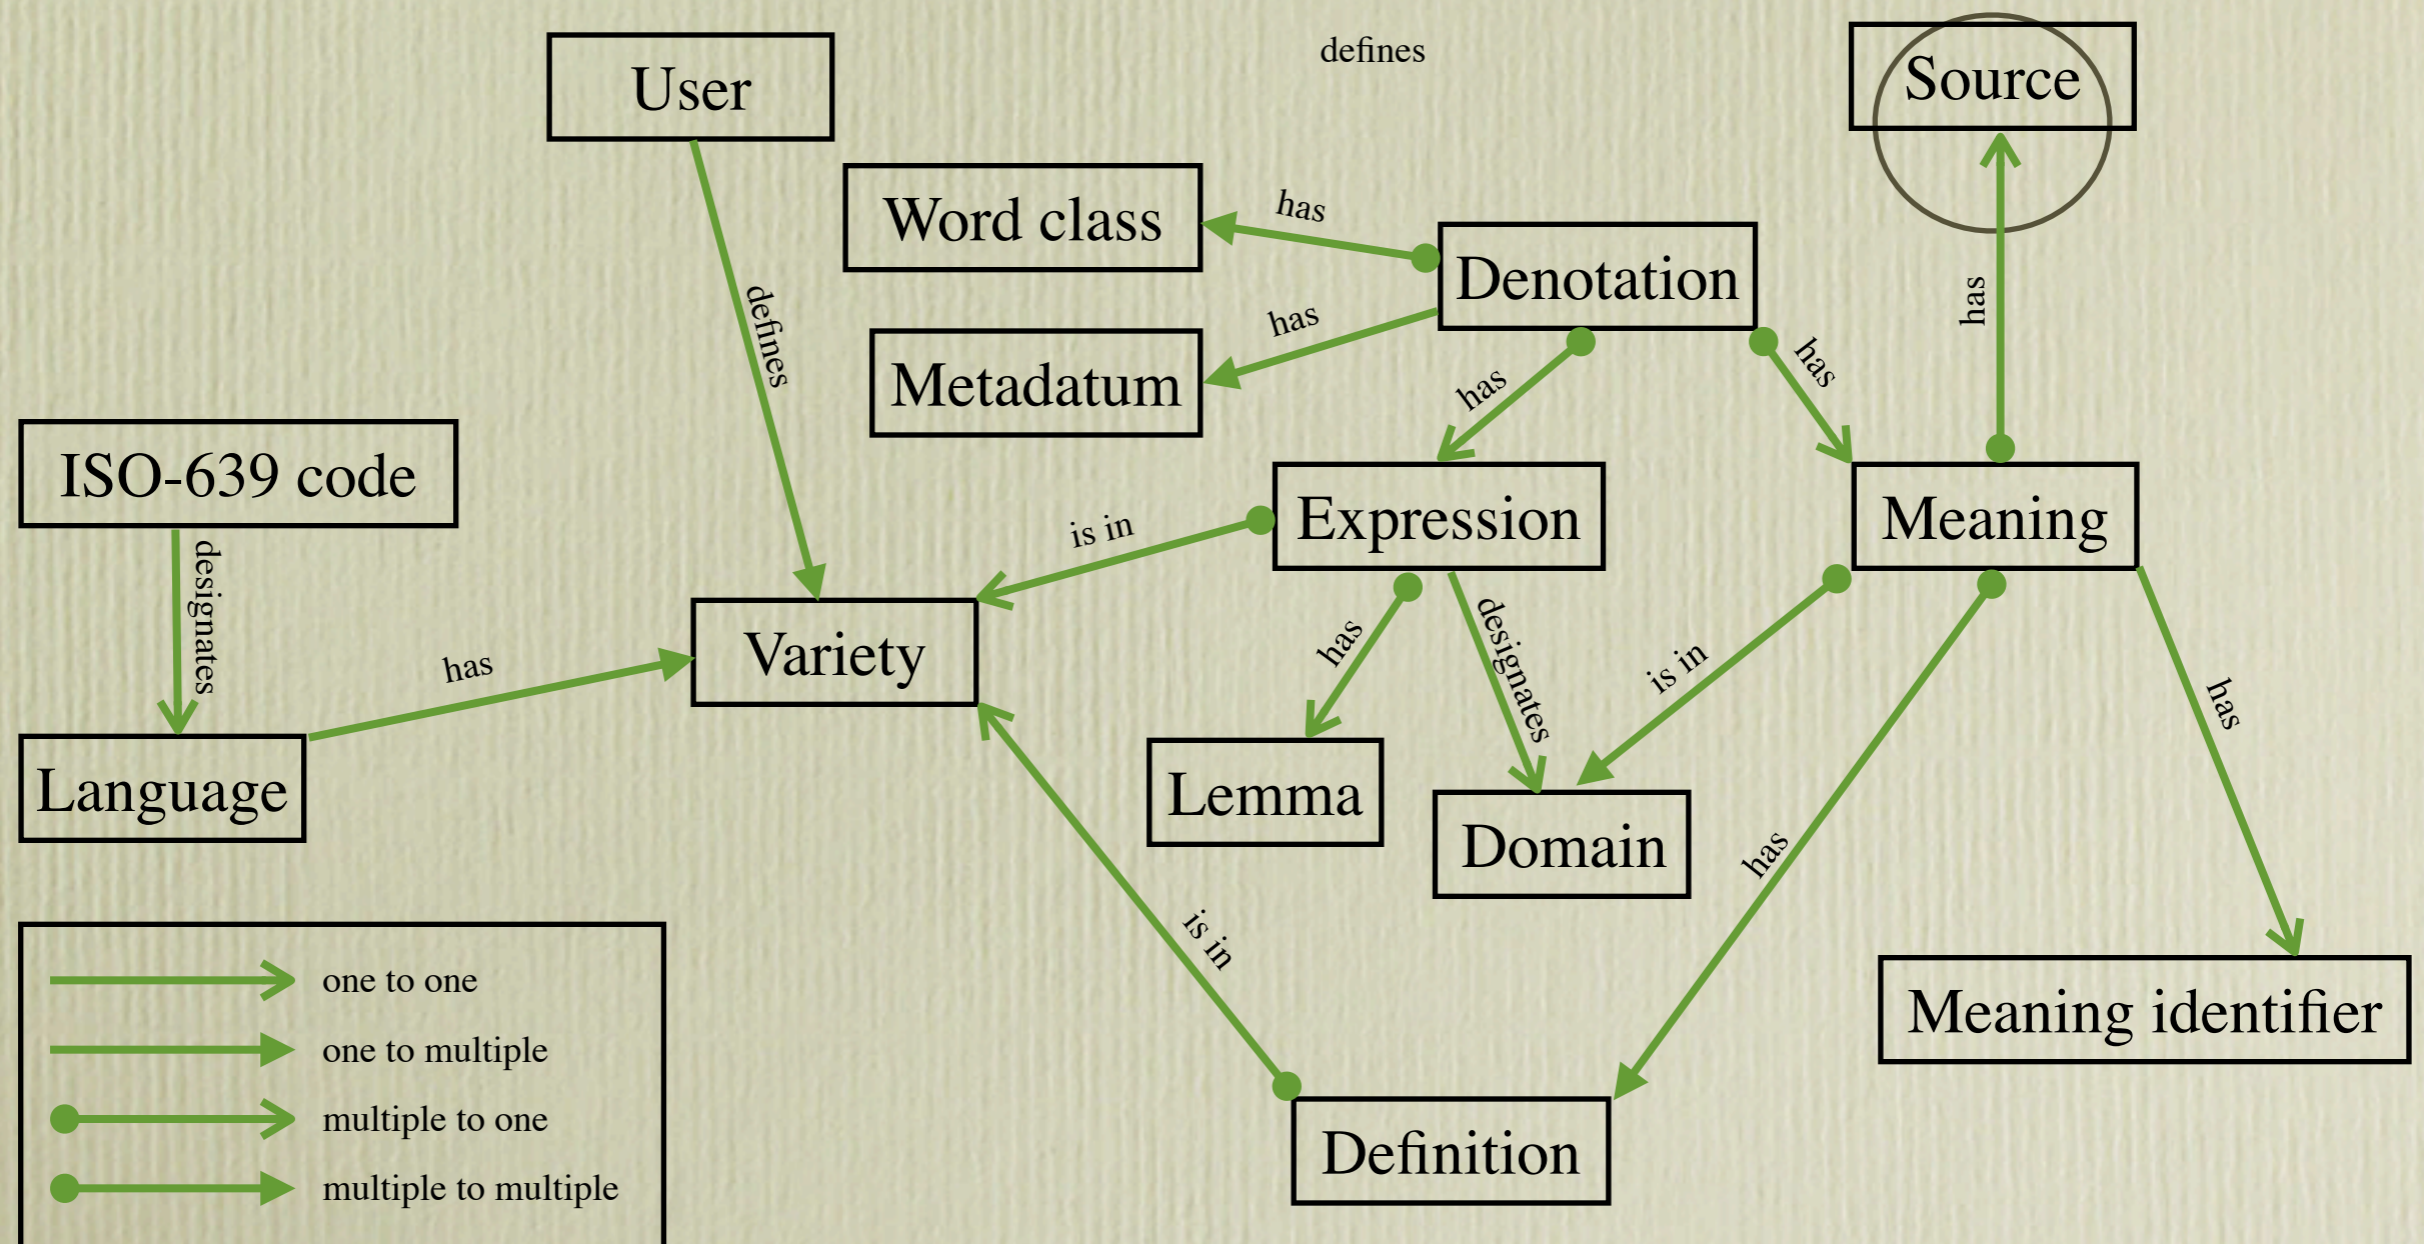 defines
Source
User
Word class
has
Denotation
has
has
defines
has
has
Metadatum
ISO-639 code
Expression
Meaning
is in
designates
has
designates
is in
has
Variety
has
Language
Lemma
Domain
has
is in
one to one
one to multiple
multiple to one
multiple to multiple
Meaning identifier
Definition